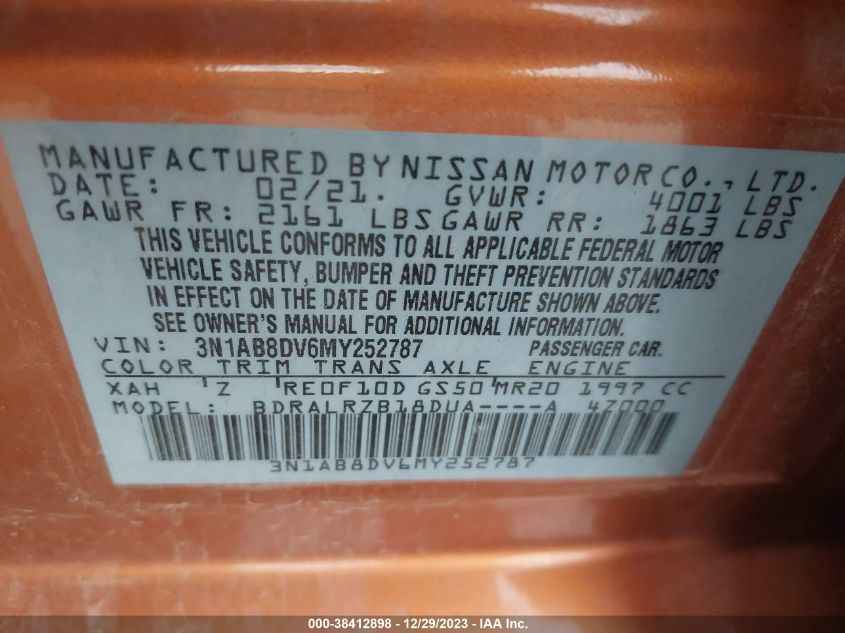 MANUFACTURED BY NISSAN MOTOR CO., LTD.
DATE: 02/21. GVWR: 4001 LBS
GAWR FR: 2161 LBS GAWR RR: 1863 LBS
THIS VEHICLE CONFORMS TO ALL APPLICABLE FEDERAL MOTOR
VEHICLE SAFETY, BUMPER AND THEFT PREVENTION STANDARDS
IN EFFECT ON THE DATE OF MANUFACTURE SHOWN ABOVE.
SEE OWNER'S MANUAL FOR ADDITIONAL INFORMATION.
VIN: 3N1AB8DV6MY252787 PASSENGER CAR.
COLOR TRIM TRANS AXLE ENGINE
XAH 'Z 'RE0F10D GS50'MR20 1997 CC
MODEL: BDRALRZB18DUA----A 4Z000
3N1AB8DV6MY252787
000-38412898 - 12/29/2023 - IAA Inc.